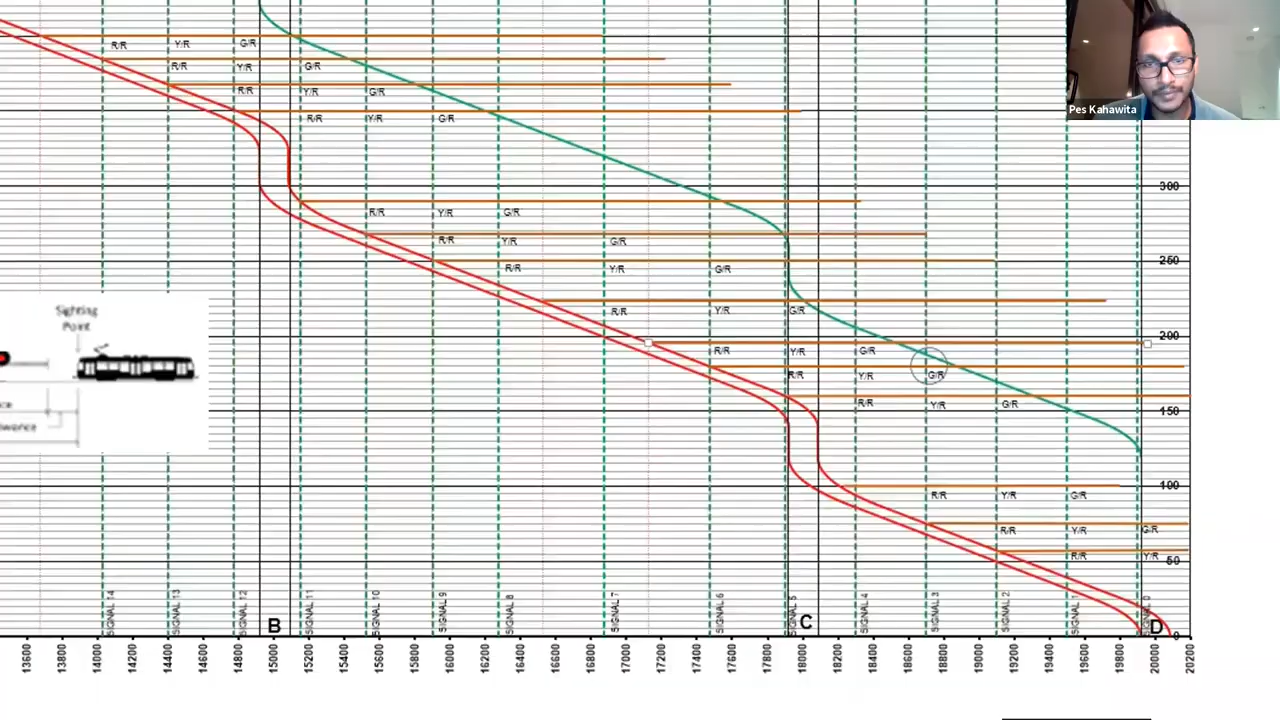 Pes Kahawita
R/R Y/R G/R
R/R Y/R G/R
R/R Y/R G/R
R/R Y/R G/R
300
R/R Y/R G/R
R/R Y/R G/R
250
R/R Y/R G/R
Sighting
Point
R/R Y/R G/R
200
R/R Y/R G/R
R/R Y/R G/R
R/R Y/R G/R
150
100
R/R Y/R G/R
R/R Y/R G/R
50
R/R Y/R
SIGNAL 14 SIGNAL 13 SIGNAL 12 SIGNAL 11 SIGNAL 10 SIGNAL 9 SIGNAL 8 SIGNAL 7 SIGNAL 6 SIGNAL 5 SIGNAL 4 SIGNAL 3 SIGNAL 2 SIGNAL 1 SIGNAL 0
B C D 0
13600 13800 14000 14200 14400 14600 14800 15000 15200 15400 15600 15800 16000 16200 16400 16600 16800 17000 17200 17400 17600 17800 18000 18200 18400 18600 18800 19000 19200 19400 19600 19800 20000 20200